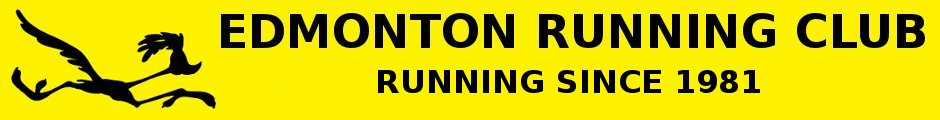 EDMONTON RUNNING CLUB
RUNNING SINCE 1981